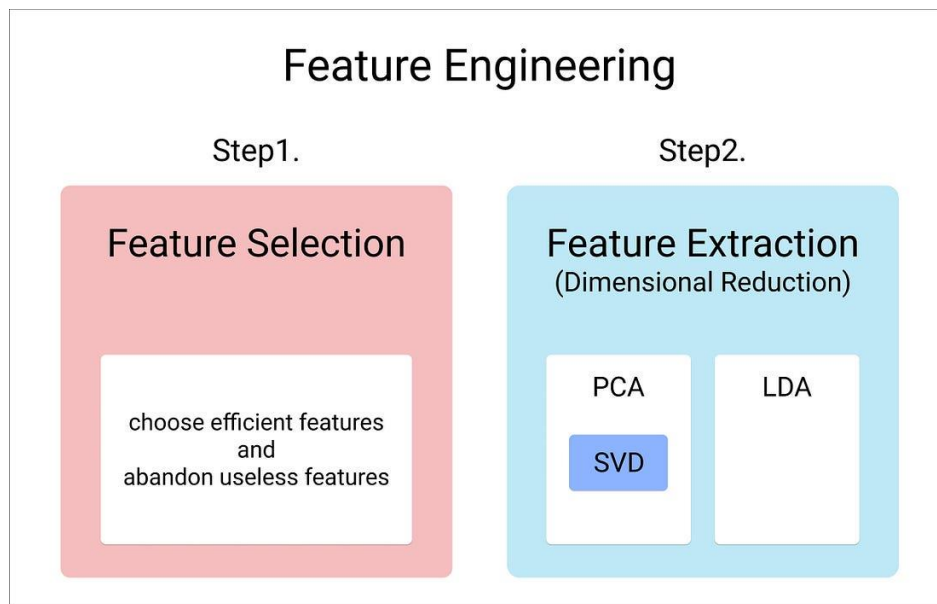 Feature Engineering
Step1.
Feature Selection
choose efficient features
and
abandon useless features
Step2.
Feature Extraction
(Dimensional Reduction)
PCA
SVD
LDA